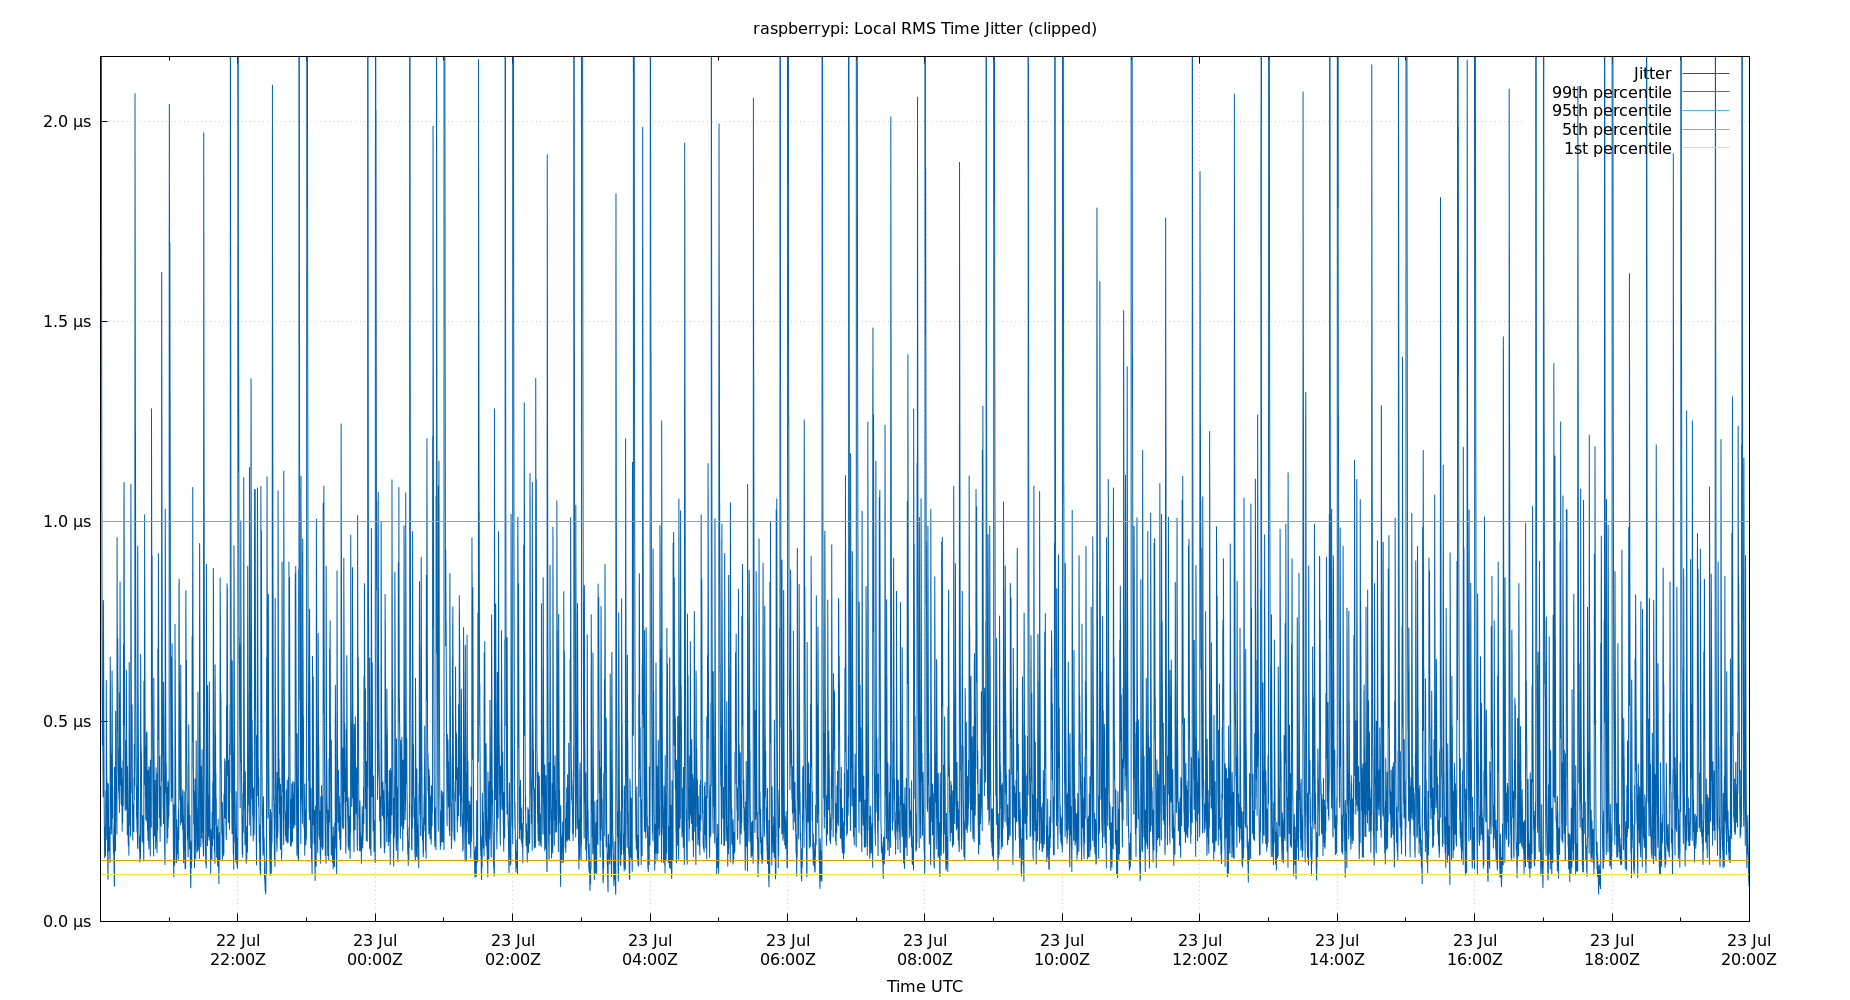 raspberrypi: Local RMS Time Jitter (clipped)
Jitter
99th percentile
95th percentile
5th percentile
1st percentile
2.0 µs
1.5 µs
1.0 µs
0.5 µs
0.0 µs
22 Jul 23 Jul 23 Jul 23 Jul 23 Jul 23 Jul 23 Jul 23 Jul 23 Jul 23 Jul 23 Jul 23 Jul
22:00Z 00:00Z 02:00Z 04:00Z 06:00Z 08:00Z 10:00Z 12:00Z 14:00Z 16:00Z 18:00Z 20:00Z
Time UTC